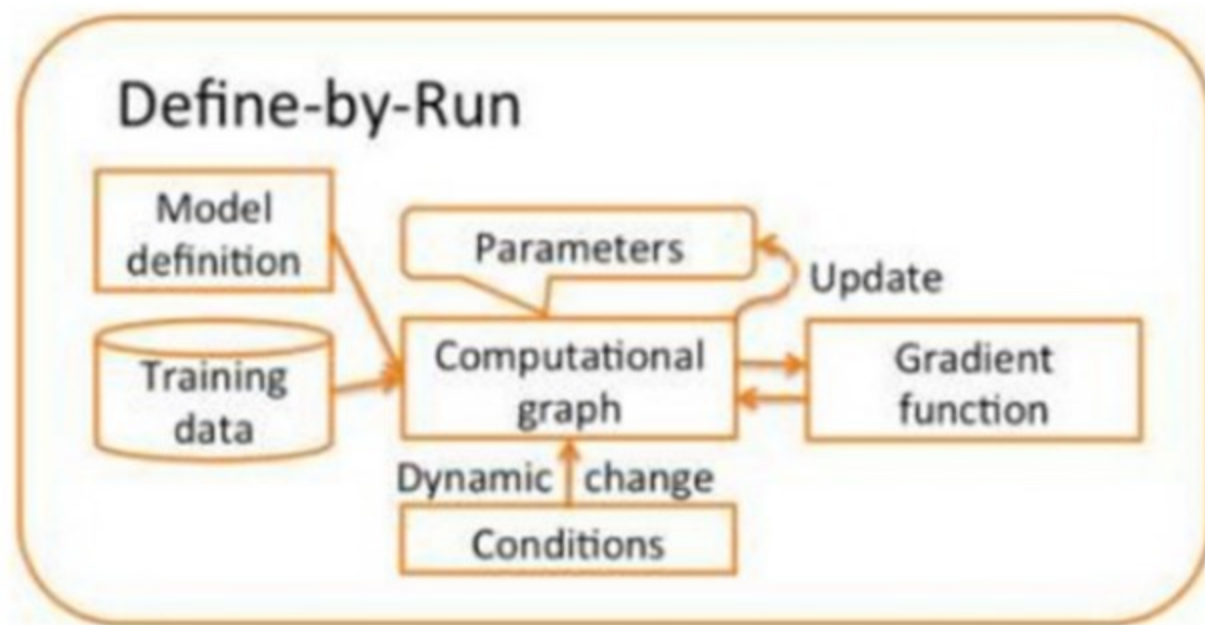 Define-by-Run
Model
definition
Parameters
Update
Training
data
Computational
graph
Gradient
function
Dynamic change
Conditions